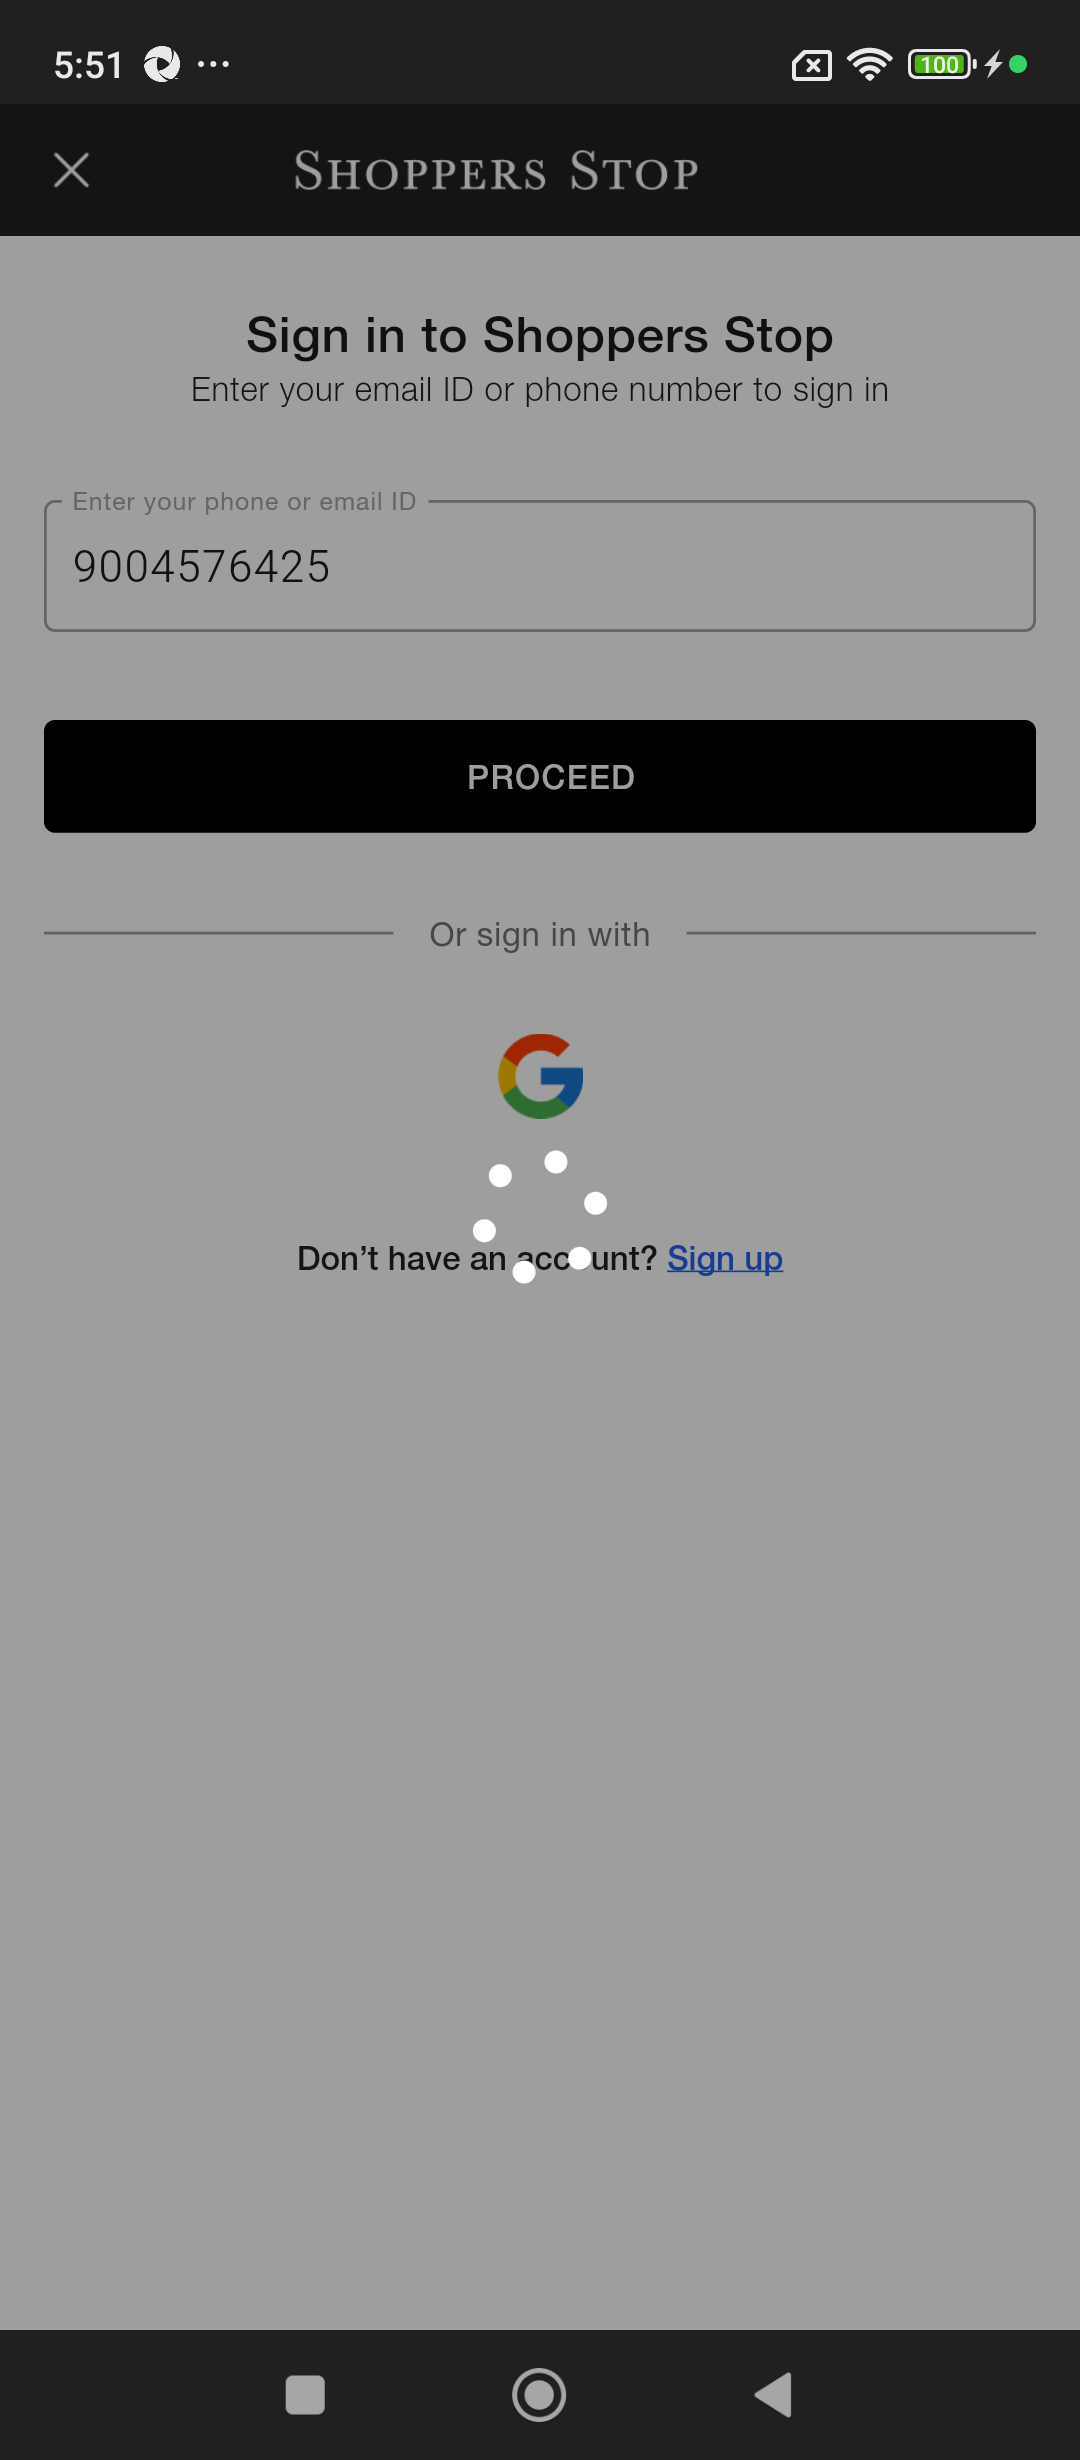 5:51 ...
100
SHOPPERS STOP
Sign in to Shoppers Stop
Enter your email ID or phone number to sign in
Enter your phone or email ID
9004576425
PROCEED
Or sign in with
Don't have an account? Sign up